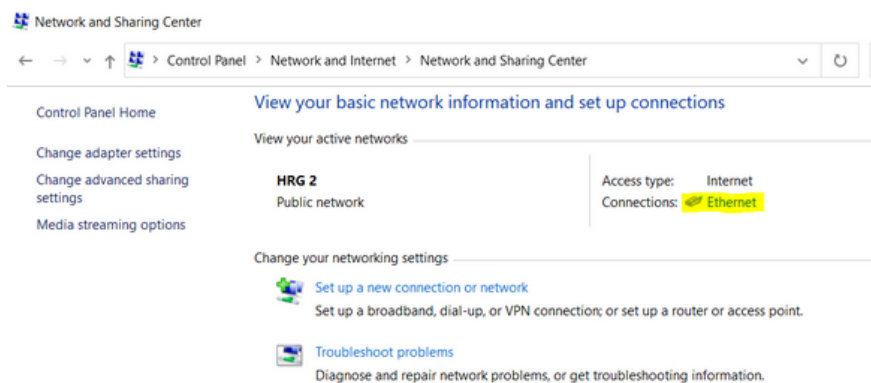 Network and Sharing Center
Control Panel > Network and Internet > Network and Sharing Center
Control Panel Home
Change adapter settings
Change advanced sharing
settings
Media streaming options
View your basic network information and set up connections
View your active networks
HRG 2
Public network
Access type: Internet
Connections: Ethernet
Change your networking settings
Set up a new connection or network
Set up a broadband, dial-up, or VPN connection; or set up a router or access point.
Troubleshoot problems
Diagnose and repair network problems, or get troubleshooting information.